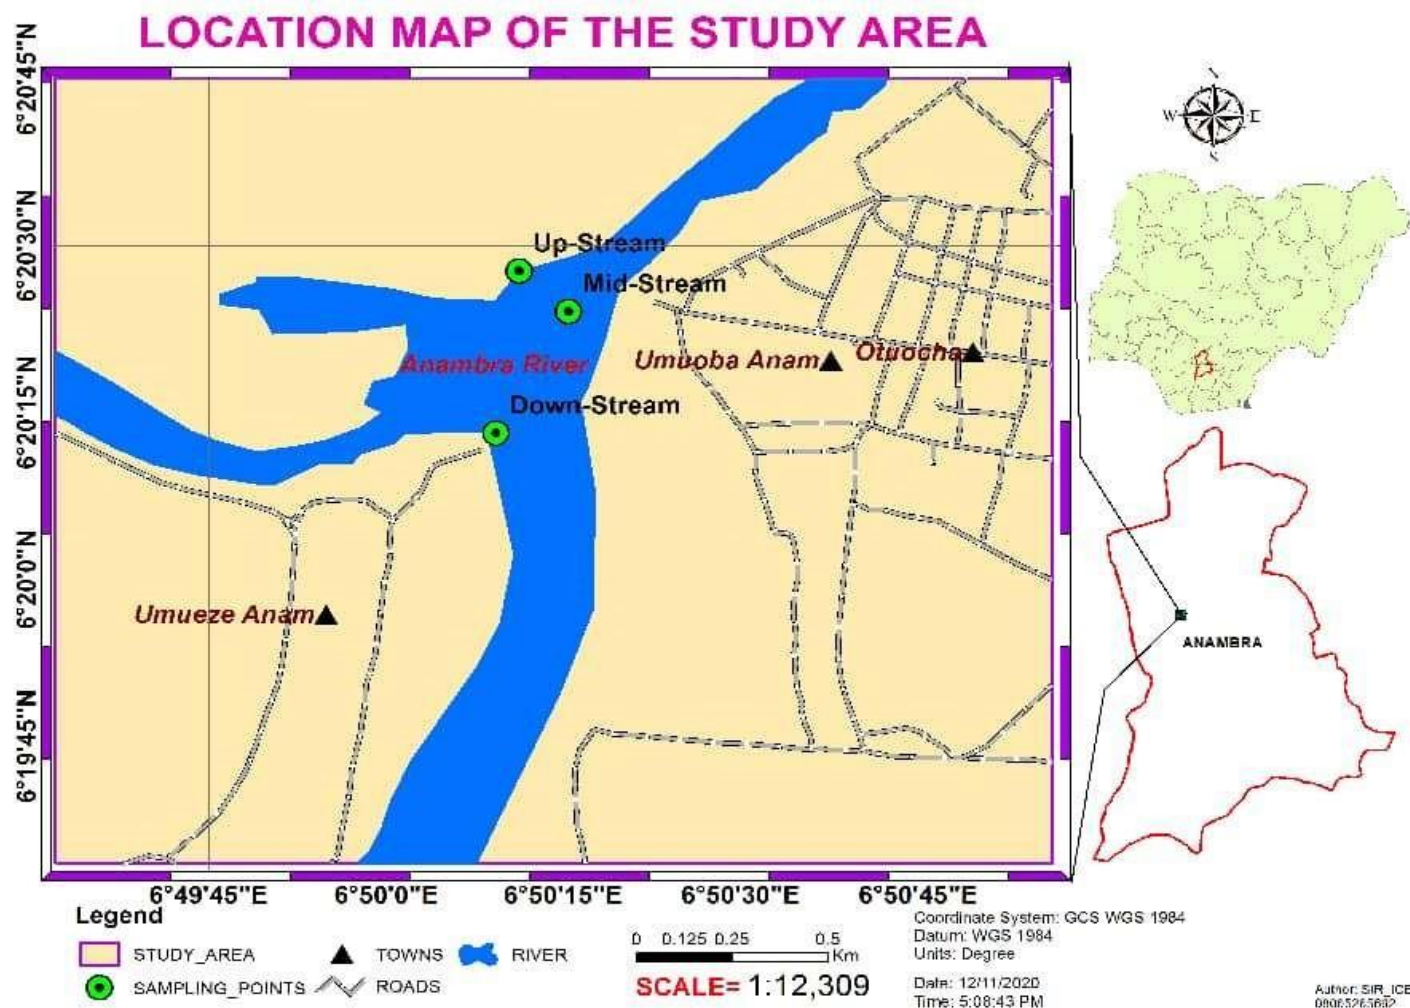 LOCATION MAP OF THE STUDY AREA
6°20'45"N
6°20'30"N
6°20'15"N
6°20'0"N
6°19'45"N
N
W E
S
Up-Stream
Mid-Stream
Anambra River
Umuoba Anam
Otuocha
Down-Stream
Umueze Anam
ANAMBRA
6°49'45"E 6°50'0"E 6°50'15"E 6°50'30"E 6°50'45"E
Legend
STUDY_AREA TOWNS RIVER
SAMPLING_POINTS ROADS
0 0.125 0.25 0.5
Km
SCALE= 1:12,309
Coordinate System: GCS WGS 1984
Datum: WGS 1984
Units: Degree
Date: 12/11/2020
Time: 5:08:43 PM
Author: SIR_ICE